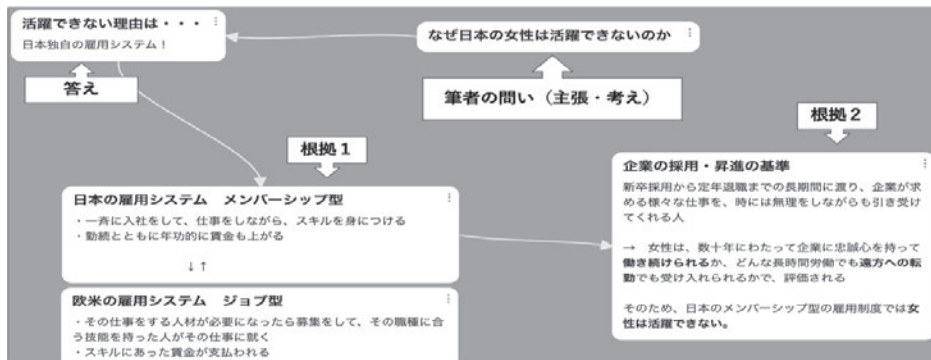 活躍できない理由は・・・
日本独自の雇用システム！
答え
なぜ日本の女性は活躍できないのか
筆者の問い（主張・考え）
根拠１
日本の雇用システム　メンバーシップ型
・一斉に入社をして、仕事をしながら、スキルを身につける
・勤続とともに年功的に賃金も上がる
↓↑
欧米の雇用システム　ジョブ型
・その仕事をする人材が必要になったら募集をして、その職種に合
う技能を持った人がその仕事に就く
・スキルにあった賃金が支払われる
根拠２
企業の採用・昇進の基準
新卒採用から定年退職までの長期間に渡り、企業が求
める様々な仕事を、時には無理をしながらも引き受け
てくれる人
→　女性は、数十年にわたって企業に忠誠心を持って
働き続けられるか、どんな長時間労働でも遠方への転
勤でも受け入れられるかで、評価される
そのため、日本のメンバーシップ型の雇用制度では女
性は活躍できない。